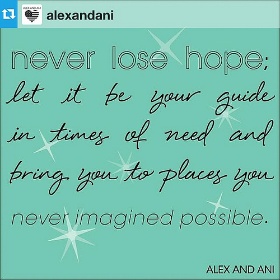 alexandani
never lose hope:
let it be your guide
in times of need and
bring you to places you
never imagined possible.
ALEX AND ANI